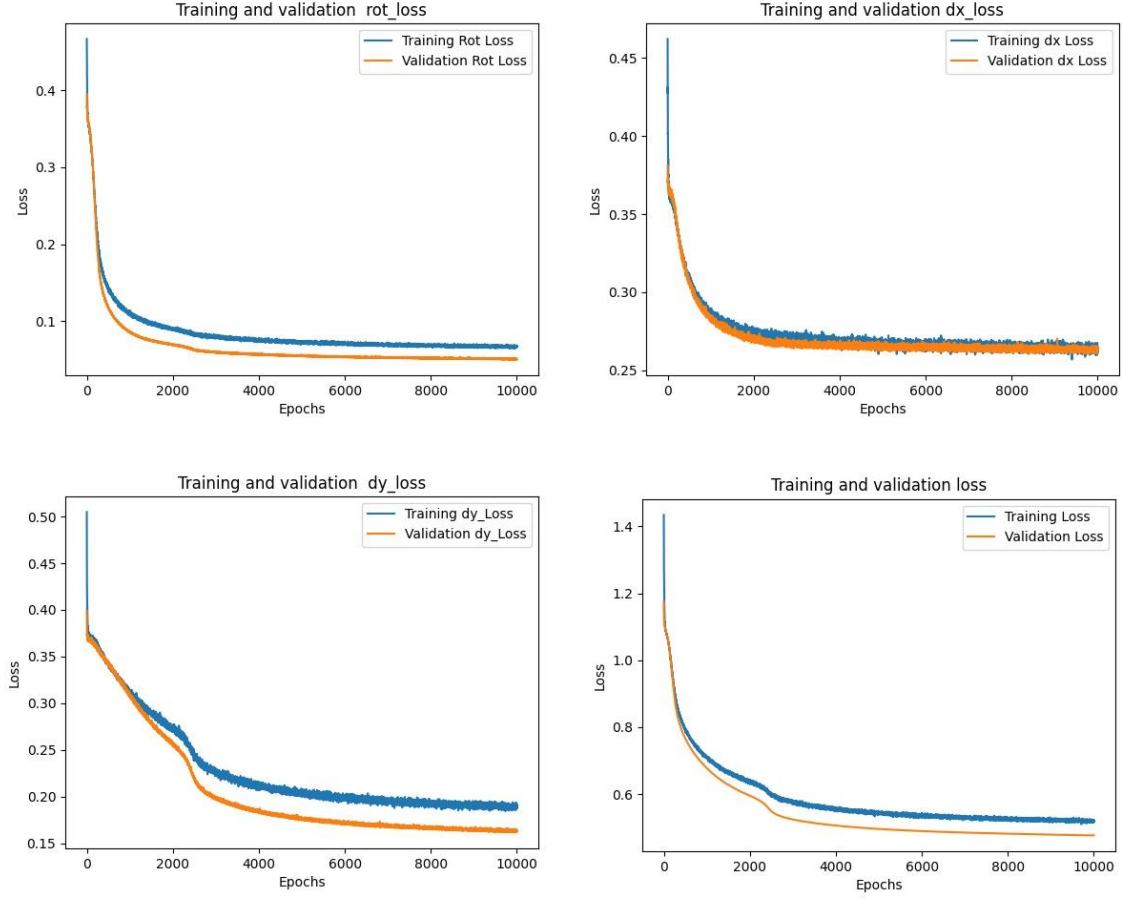 Training and validation  rot_loss
Training Rot Loss
Validation Rot Loss
Loss
0.4
0.3
0.2
0.1
0 2000 4000 6000 8000 10000
Epochs
Training and validation dx_loss
Training dx Loss
Validation dx Loss
Loss
0.45
0.40
0.35
0.30
0.25
0 2000 4000 6000 8000 10000
Epochs
Training and validation  dy_loss
Training dy_Loss
Validation dy_Loss
Loss
0.50
0.45
0.40
0.35
0.30
0.25
0.20
0.15
0 2000 4000 6000 8000 10000
Epochs
Training and validation loss
Training Loss
Validation Loss
Loss
1.4
1.2
1.0
0.8
0.6
0 2000 4000 6000 8000 10000
Epochs